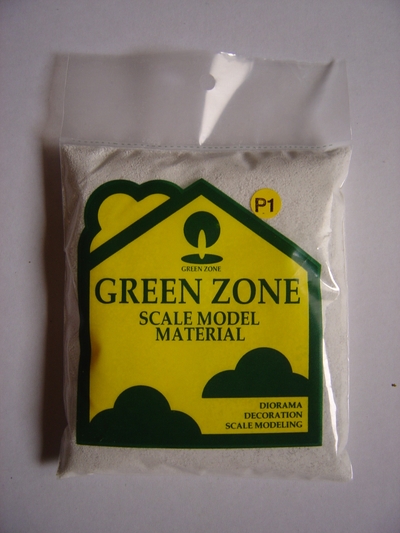 P1
GREEN ZONE
GREEN ZONE
SCALE MODEL
MATERIAL
DIORAMA
DECORATION
SCALE MODELING